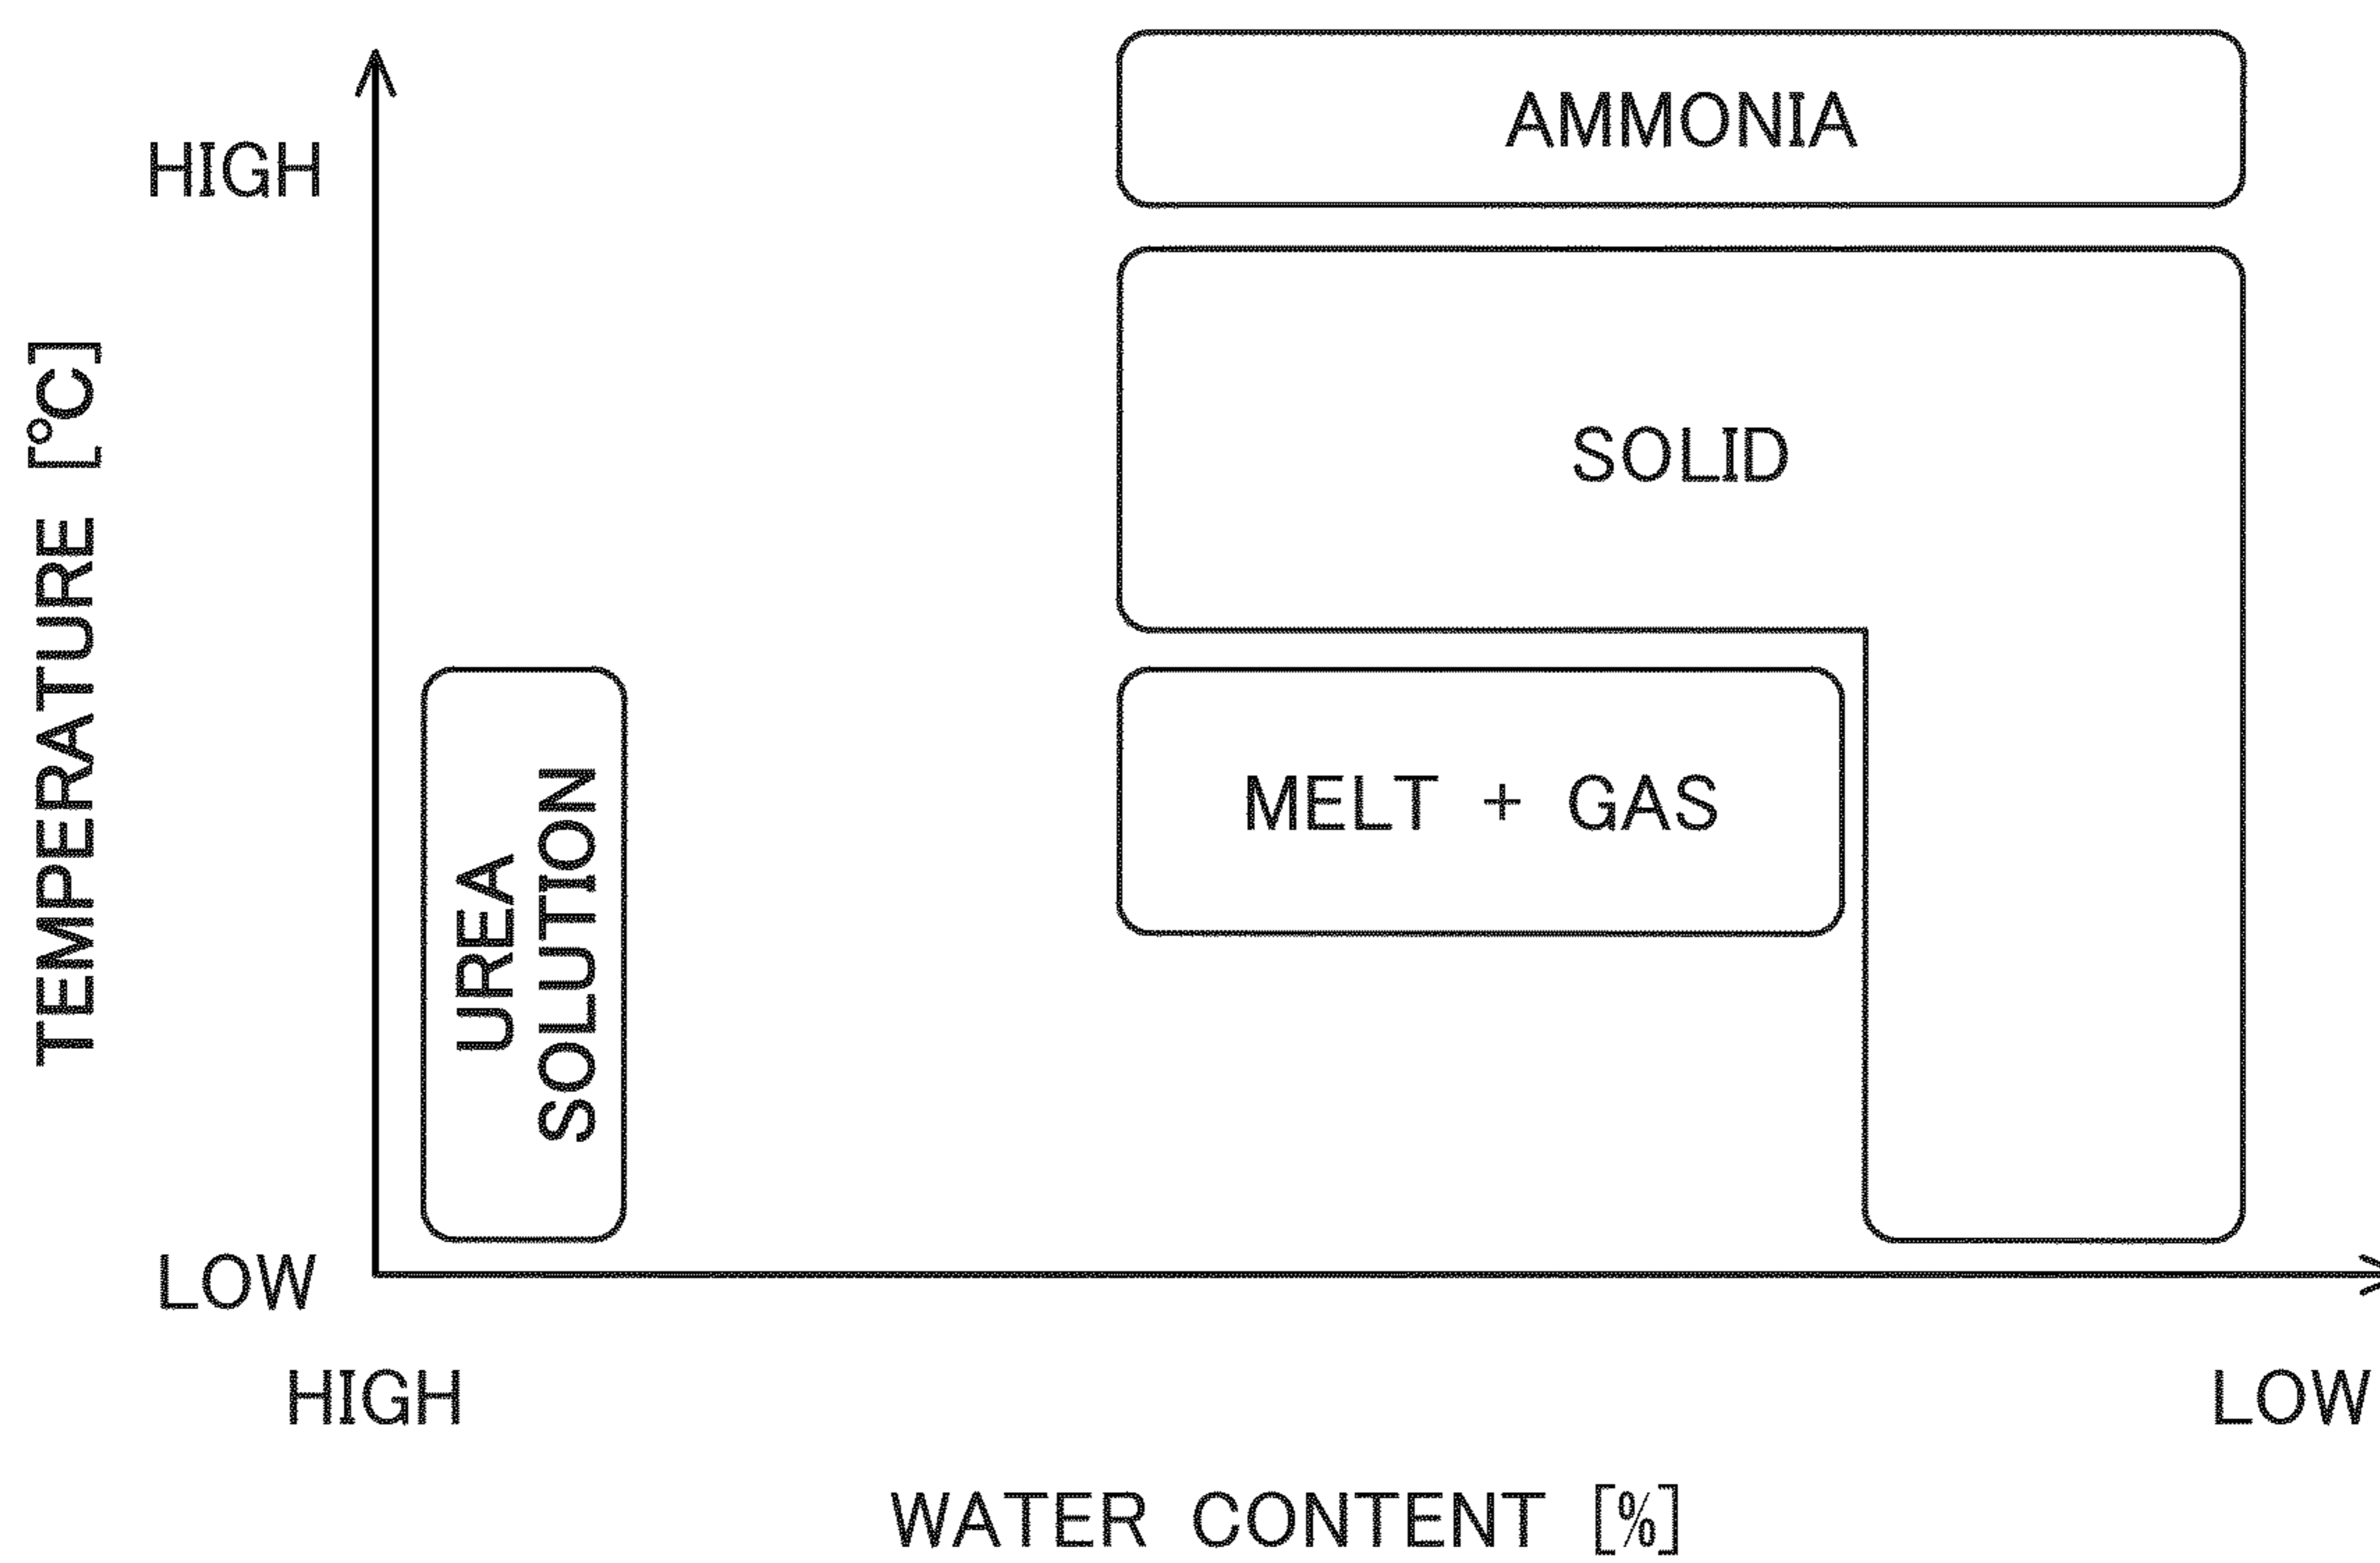 AMMONIA
HIGH
SOLID
TEMPERATURE [℃]
MELT + GAS
UREA
SOLUTION
LOW
HIGH
LOW
WATER CONTENT [%]